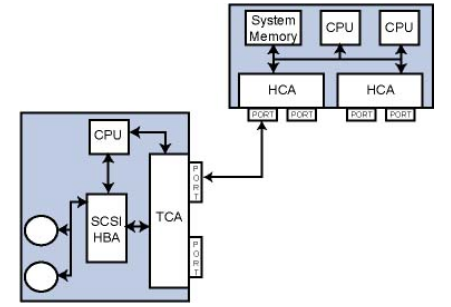 System
Memory
CPU
CPU
HCA
HCA
PORT
PORT
PORT
PORT
CPU
PORT
SCSI
HBA
TCA
PORT